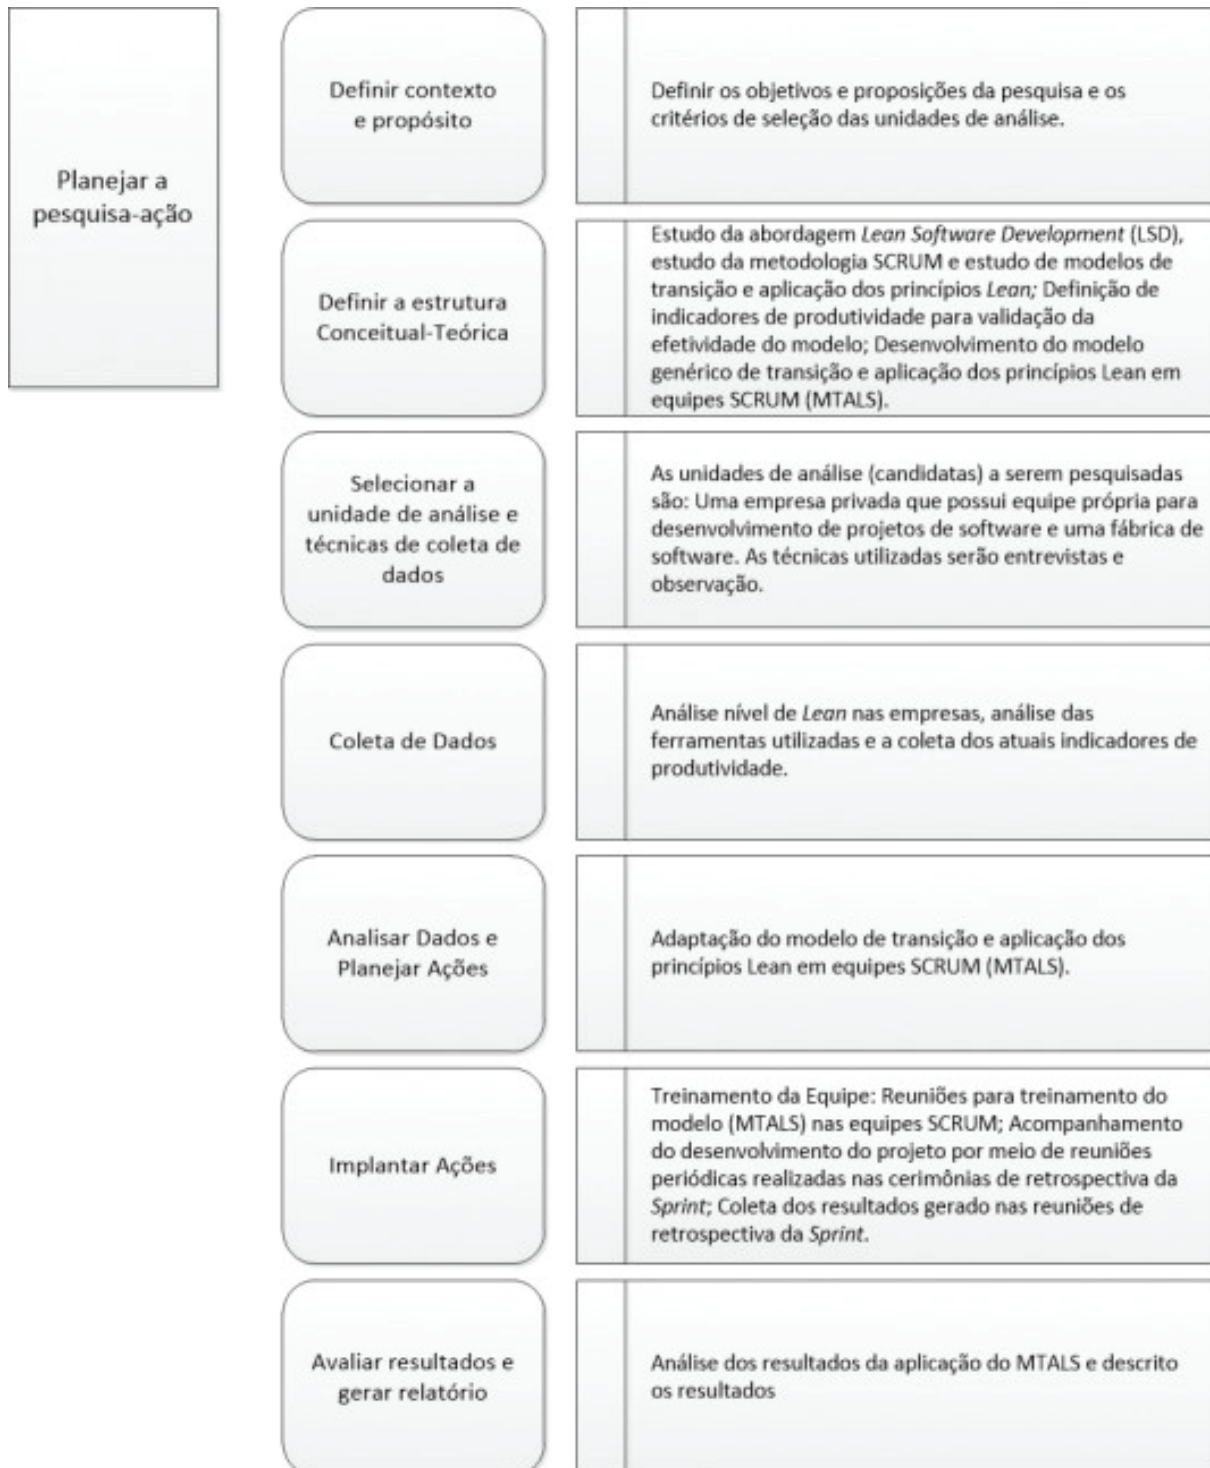 Planejar a
pesquisa-ação
Definir contexto
e propósito
Definir os objetivos e proposições da pesquisa e os
critérios de seleção das unidades de análise.
Definir a estrutura
Conceitual-Teórica
Estudo da abordagem Lean Software Development (LSD),
estudo da metodologia SCRUM e estudo de modelos de
transição e aplicação dos princípios Lean; Definição de
indicadores de produtividade para validação da
efetividade do modelo; Desenvolvimento do modelo
genérico de transição e aplicação dos princípios Lean em
equipes SCRUM (MTALS).
Selecionar a
unidade de análise e
técnicas de coleta de
dados
As unidades de análise (candidatas) a serem pesquisadas
são: Uma empresa privada que possui equipe própria para
desenvolvimento de projetos de software e uma fábrica de
software. As técnicas utilizadas serão entrevistas e
observação.
Coleta de Dados
Análise nível de Lean nas empresas, análise das
ferramentas utilizadas e a coleta dos atuais indicadores de
produtividade.
Analisar Dados e
Planejar Ações
Adaptação do modelo de transição e aplicação dos
princípios Lean em equipes SCRUM (MTALS).
Implantar Ações
Treinamento da Equipe: Reuniões para treinamento do
modelo (MTALS) nas equipes SCRUM; Acompanhamento
do desenvolvimento do projeto por meio de reuniões
periódicas realizadas nas cerimônias de retrospectiva da
Sprint; Coleta dos resultados gerado nas reuniões de
retrospectiva da Sprint.
Avaliar resultados e
gerar relatório
Análise dos resultados da aplicação do MTALS e descrito
os resultados